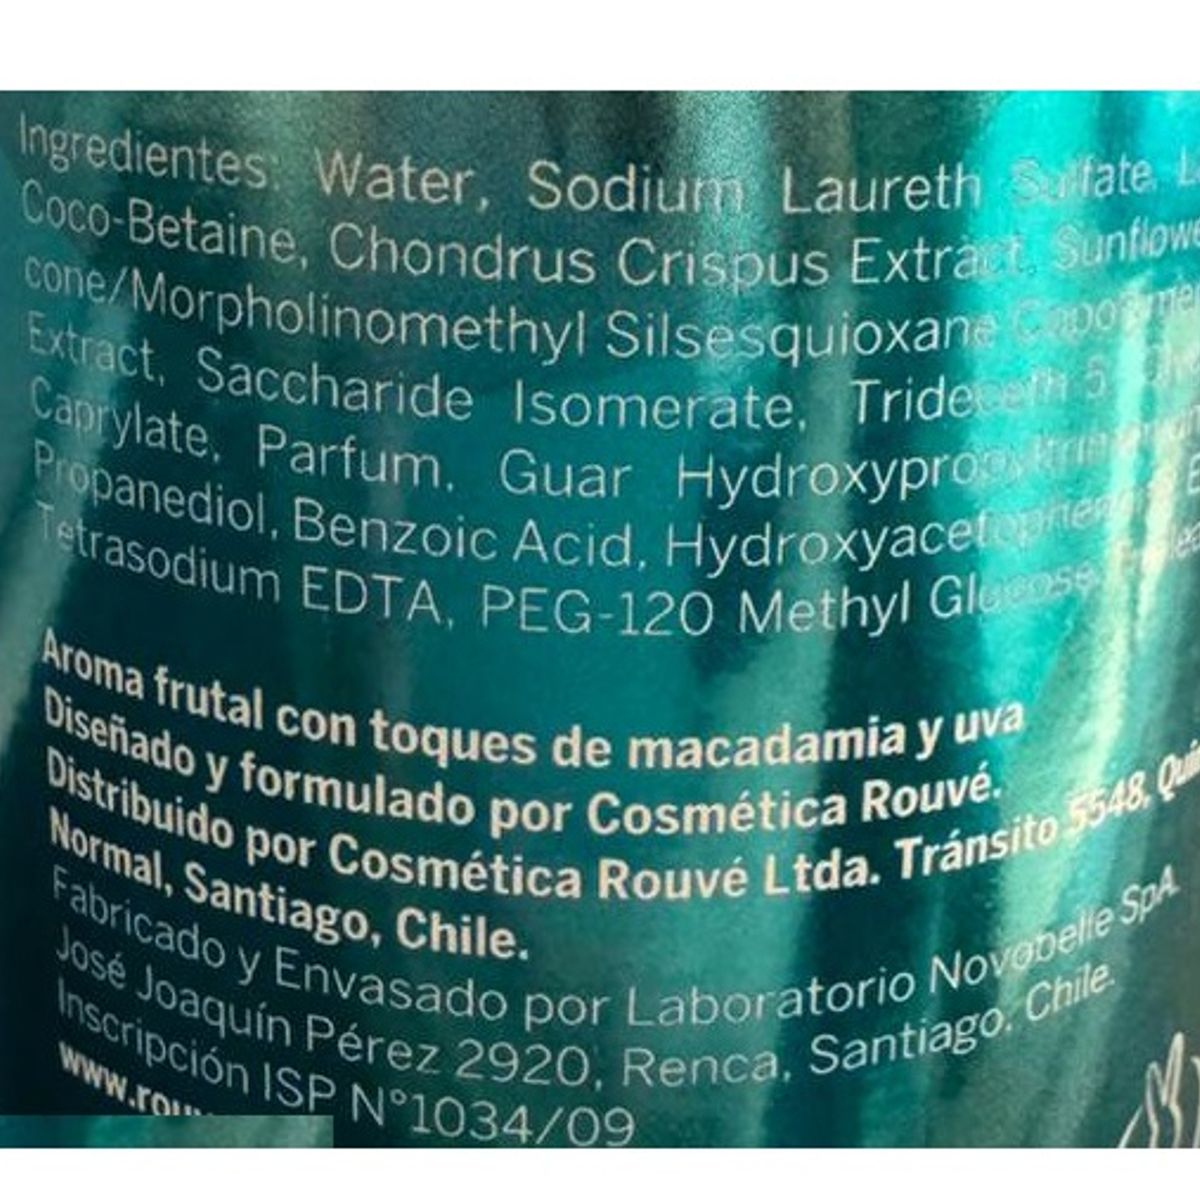 Ingredientes: Water, Sodium Laureth Sulfate,
Coco-Betaine, Chondrus Crispus Extract,
cone/Morpholinomethyl Silsesquioxane
Extract, Saccharide Isomerate,
Caprylate, Parfum, Guar
Propanediol, Benzoic Acid,
Tetrasodium EDTA, PEG-120 Methyl Glucose
Aroma frutal con toques de macadamia y uva
Diseñado y formulado por Cosmética Rouvé.
Distribuido por Cosmética Rouvé Ltda. Tránsito 5548,
Normal, Santiago, Chile.
Fabricado y Envasado por Laboratorio Novobelle SpA.
José Joaquín Pérez 2920, Renca, Santiago, Chile.
Inscripción ISP N°1034/09